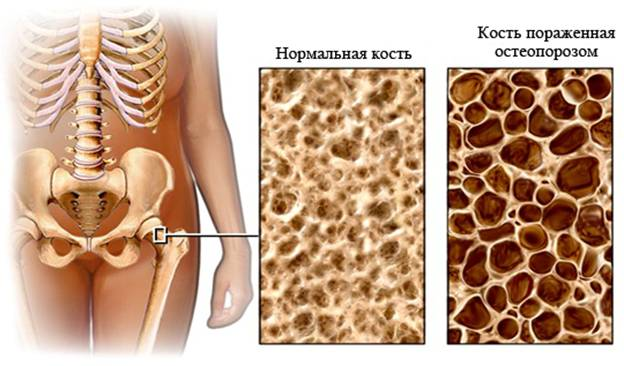 Нормальная кость
Кость пораженная
остеопорозом